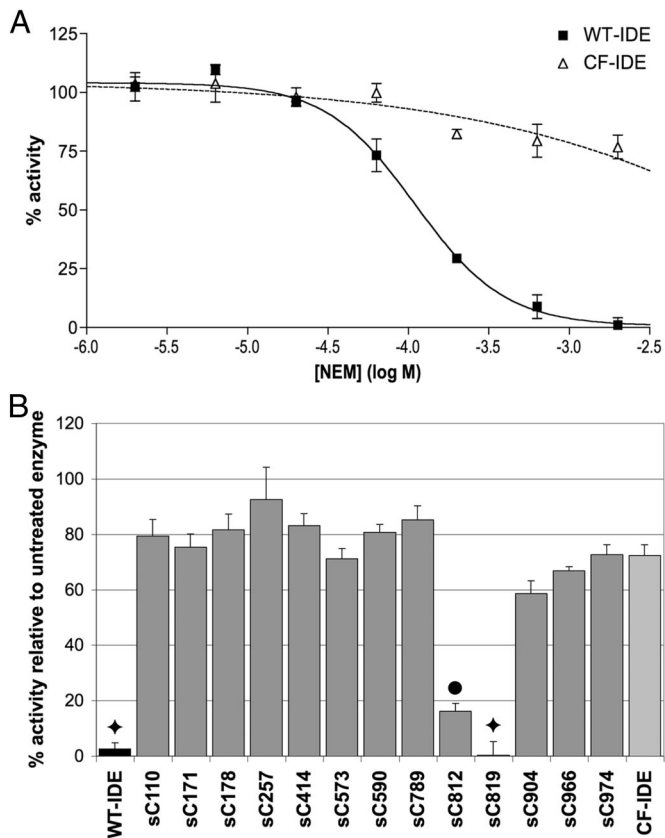 A
125
100
75
50
25
0
% activity
WT-IDE
CF-IDE
-6.0 -5.5 -5.0 -4.5 -4.0 -3.5 -3.0 -2.5
[NEM] (log M)
B
120
100
80
60
40
20
0
% activity relative to untreated enzyme
WT-IDE sC110 sC171 sC178 sC257 sC414 sC573 sC590 sC789 sC812 sC819 sC904 sC966 sC974 CF-IDE